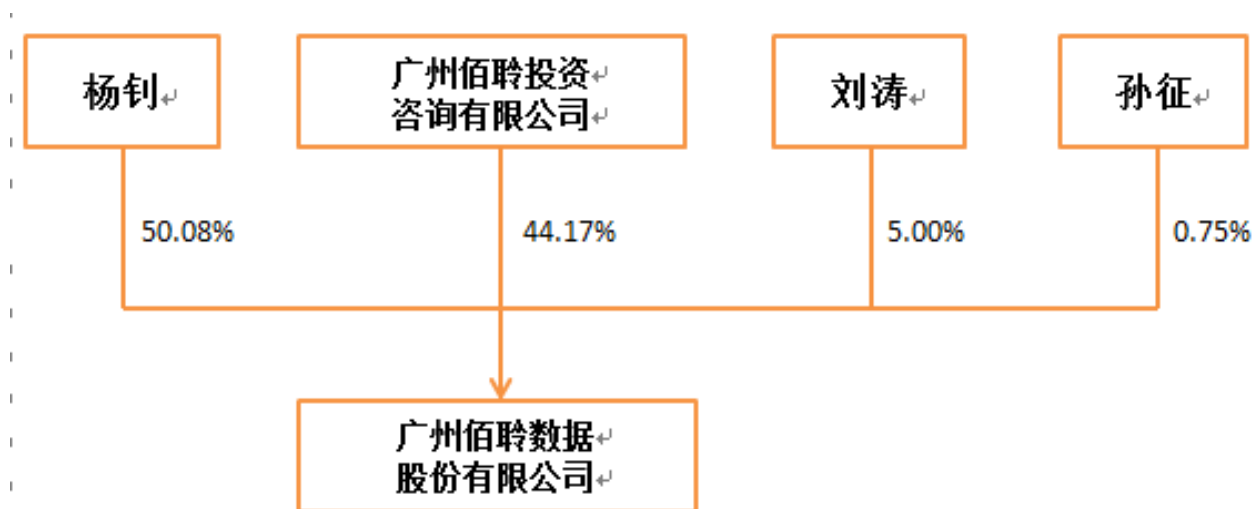 杨钊
广州佰聆投资
咨询有限公司
刘涛
孙征
50.08%
44.17%
5.00%
0.75%
广州佰聆数据
股份有限公司